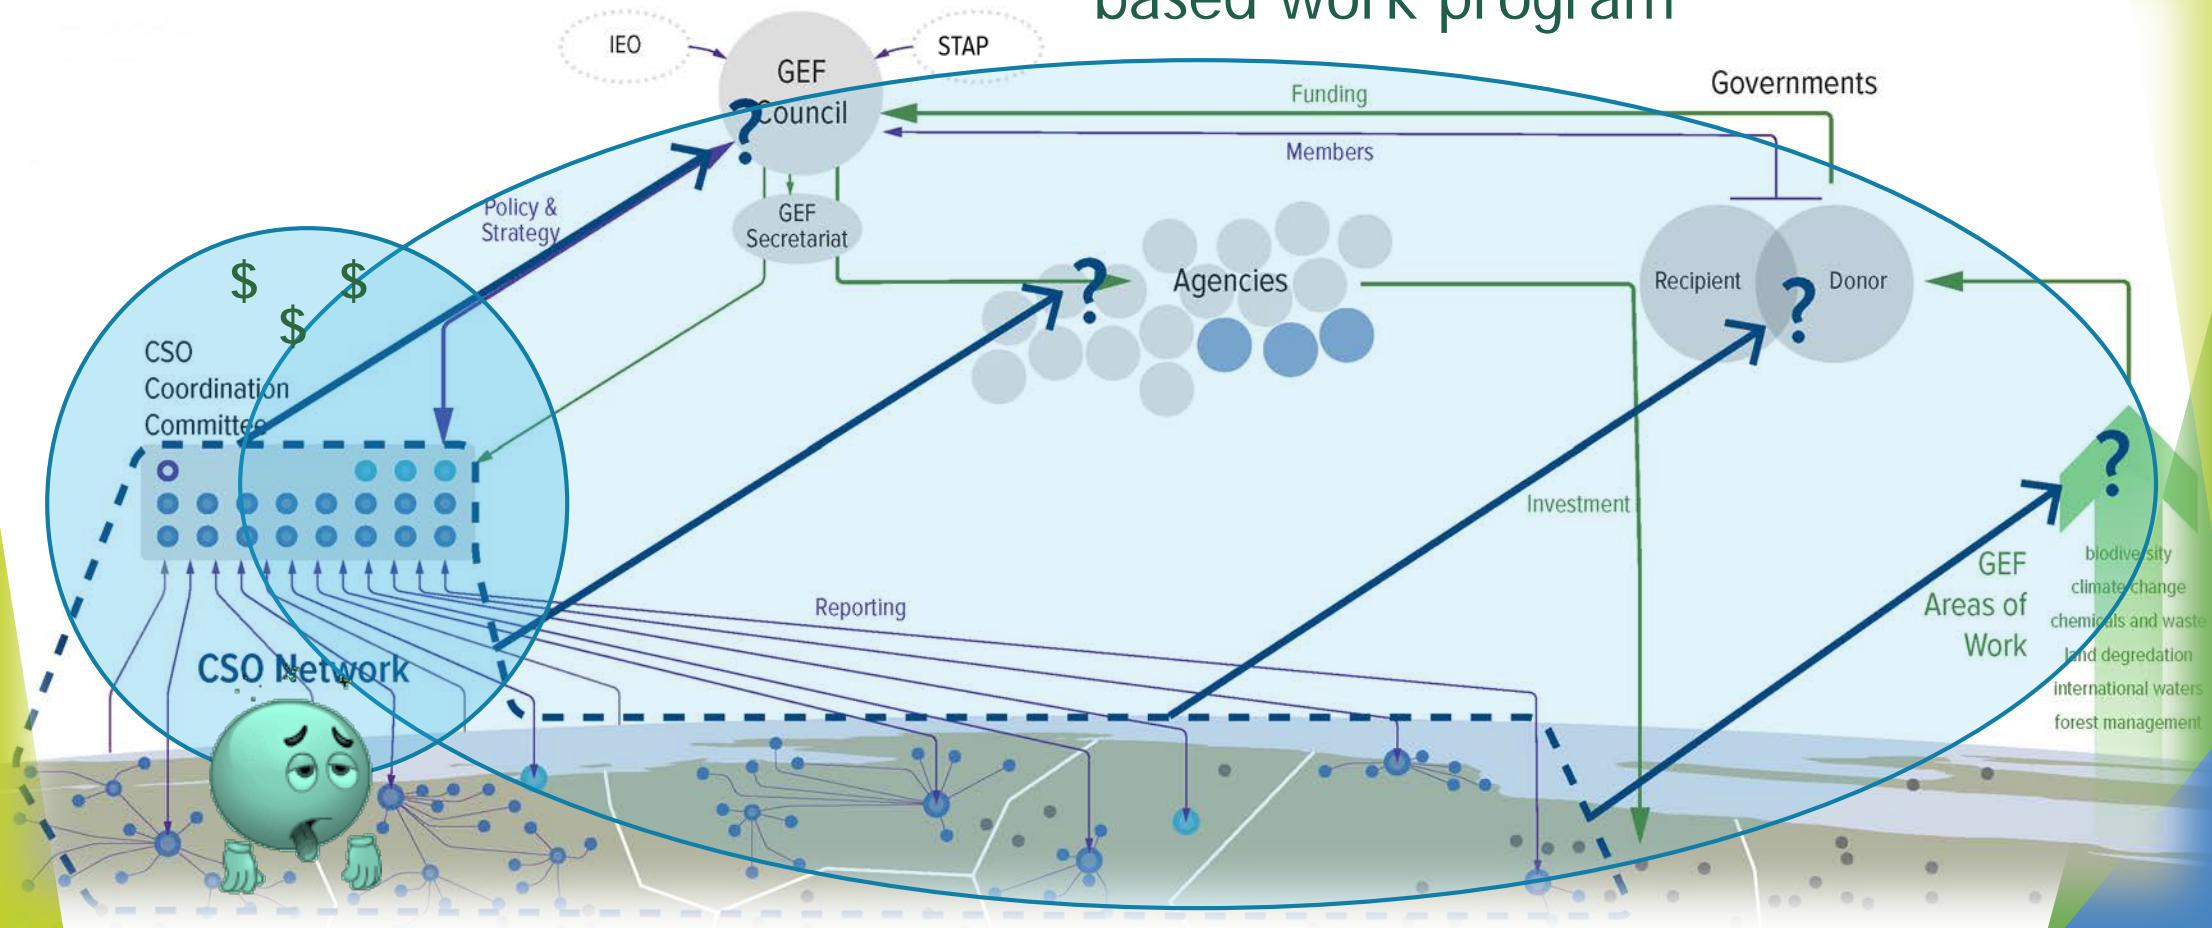 based work program
IEO
STAP
GEF
Council
?
Governments
Funding
Members
Policy &
Strategy
GEF
Secretariat
$ $
$
Agencies
?
Recipient
Donor
?
CSO
Coordination
Committee
?
Investment
GEF
Areas of
Work
biodiversity
climate change
chemicals and waste
land degredation
international waters
forest management
Reporting
CSO Network